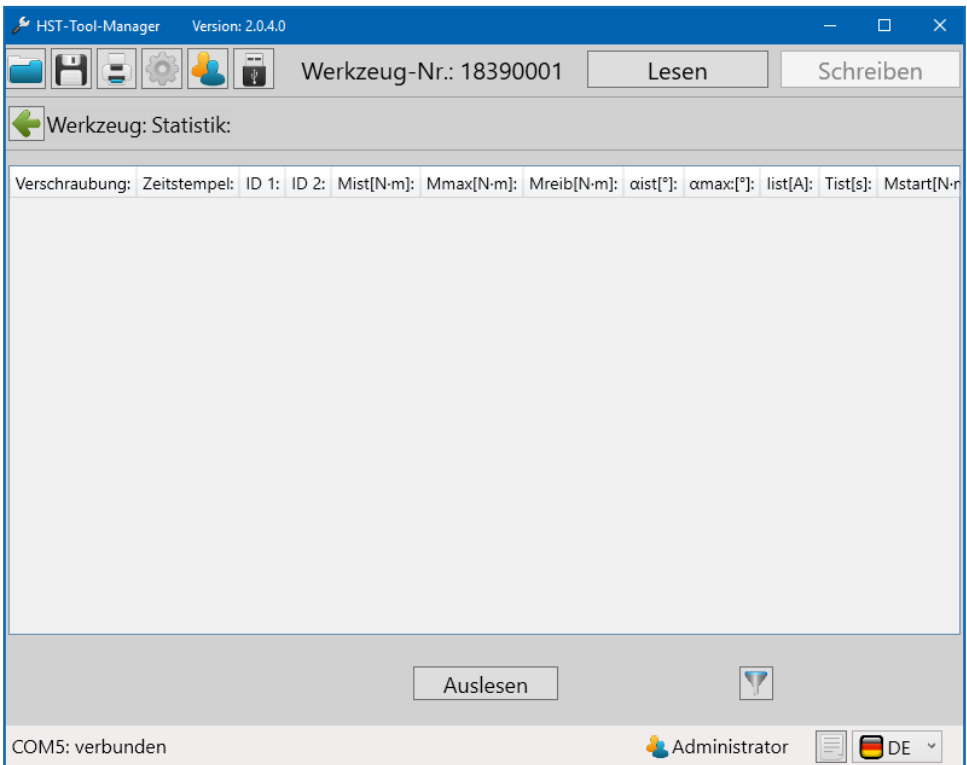 HST-Tool-Manager Version: 2.0.4.0
Werkzeug-Nr.: 18390001 Lesen Schreiben
Werkzeug: Statistik:
Verschraubung: Zeitstempel: ID 1: ID 2: Mist[N·m]: Mmax[N·m]: Mreib[N·m]: αist[°]: αmax:[°]: Iist[A]: Tist[s]: Mstart[N·m
Auslesen
COM5: verbunden Administrator DE